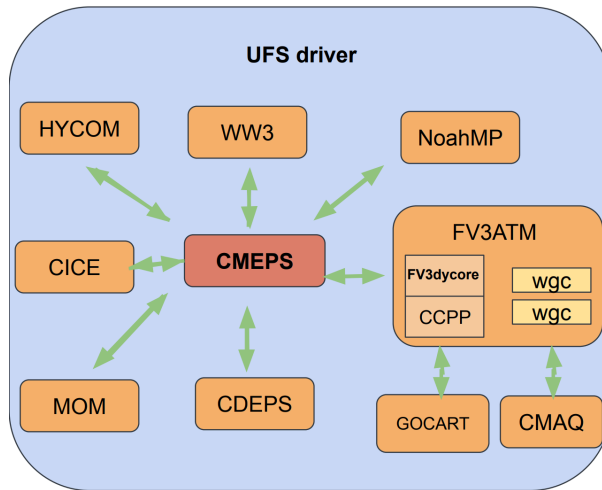 UFS driver
HYCOM
WW3
NoahMP
CICE
CMEPS
FV3ATM
FV3dycore
wgc
CCPP
wgc
MOM
CDEPS
GOCART
CMAQ